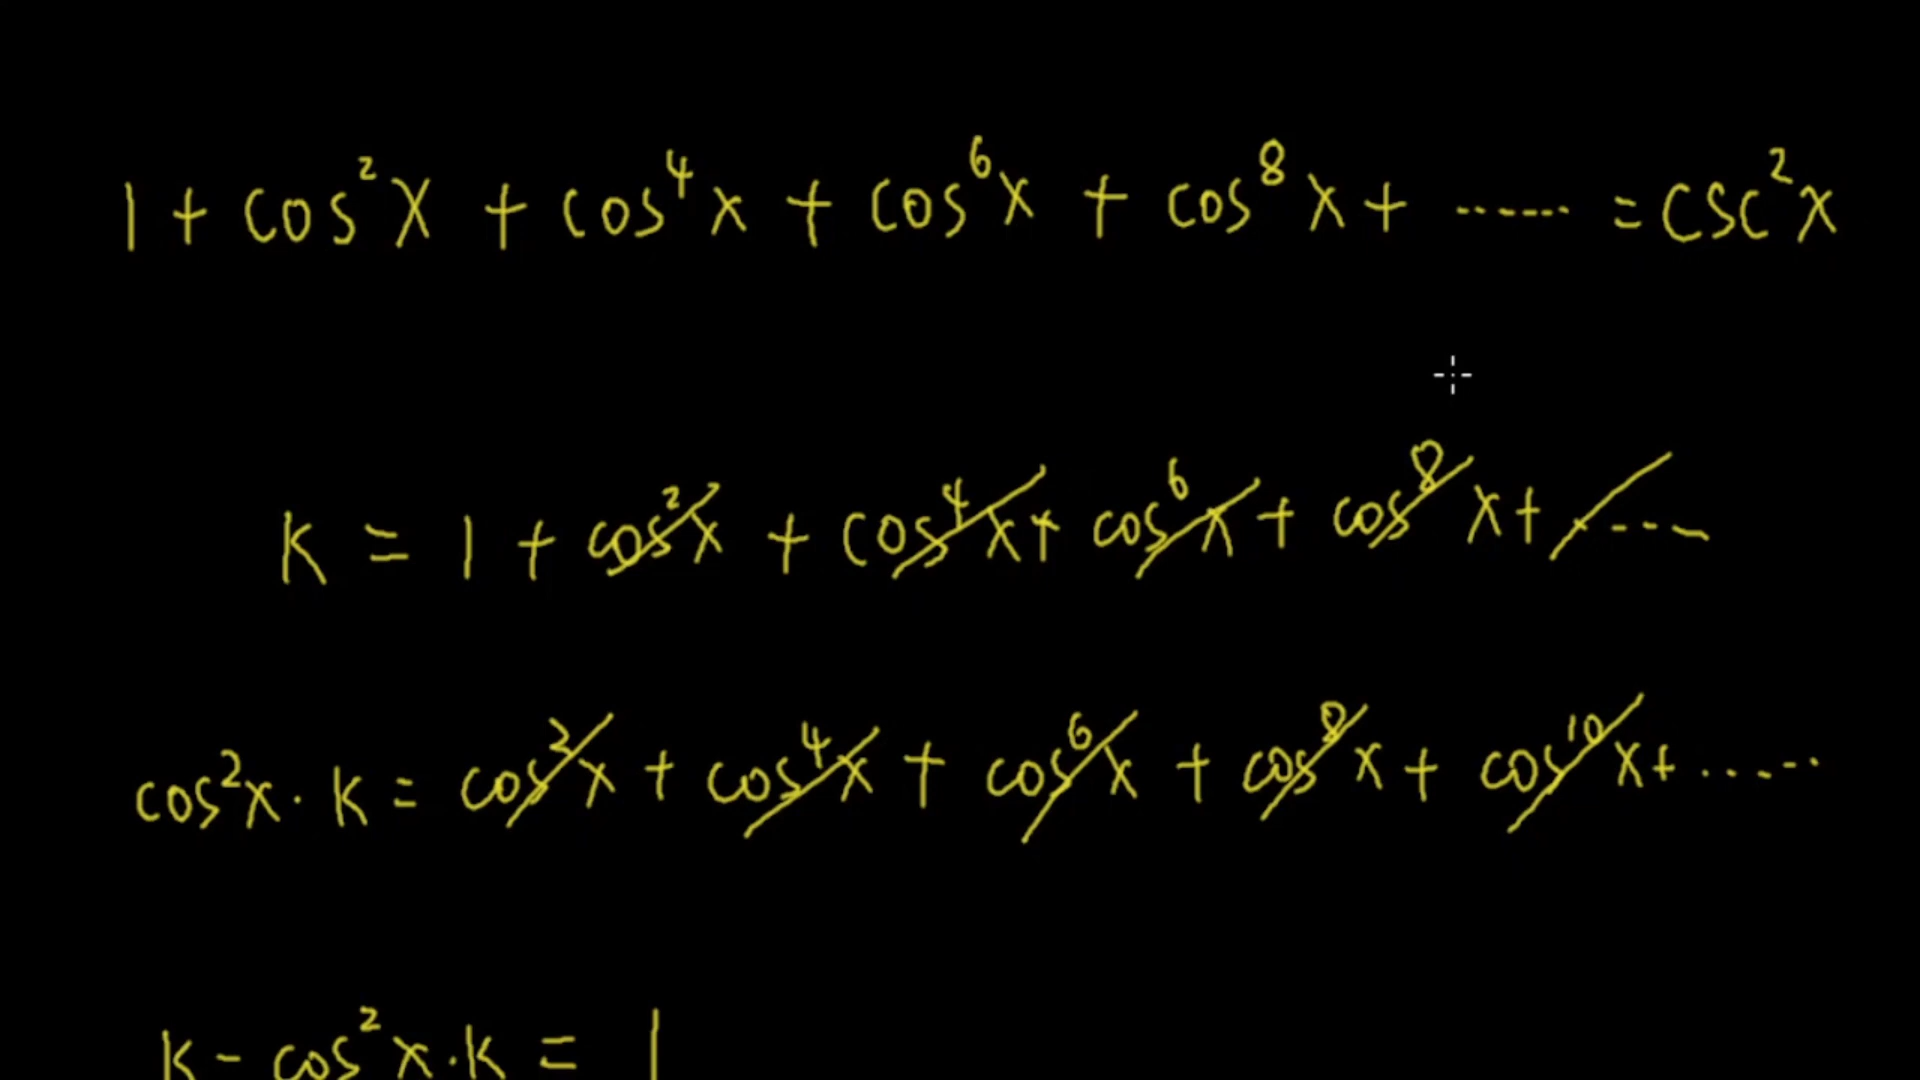 1 + cos²x + cos⁴x + cos⁶x + cos⁸x + ...... = csc²x
K = 1 + cos²x + cos⁴x + cos⁶x + cos⁸x + ......
cos²x · K = cos²x + cos⁴x + cos⁶x + cos⁸x + cos¹⁰x + ......
K - cos²x · K = 1